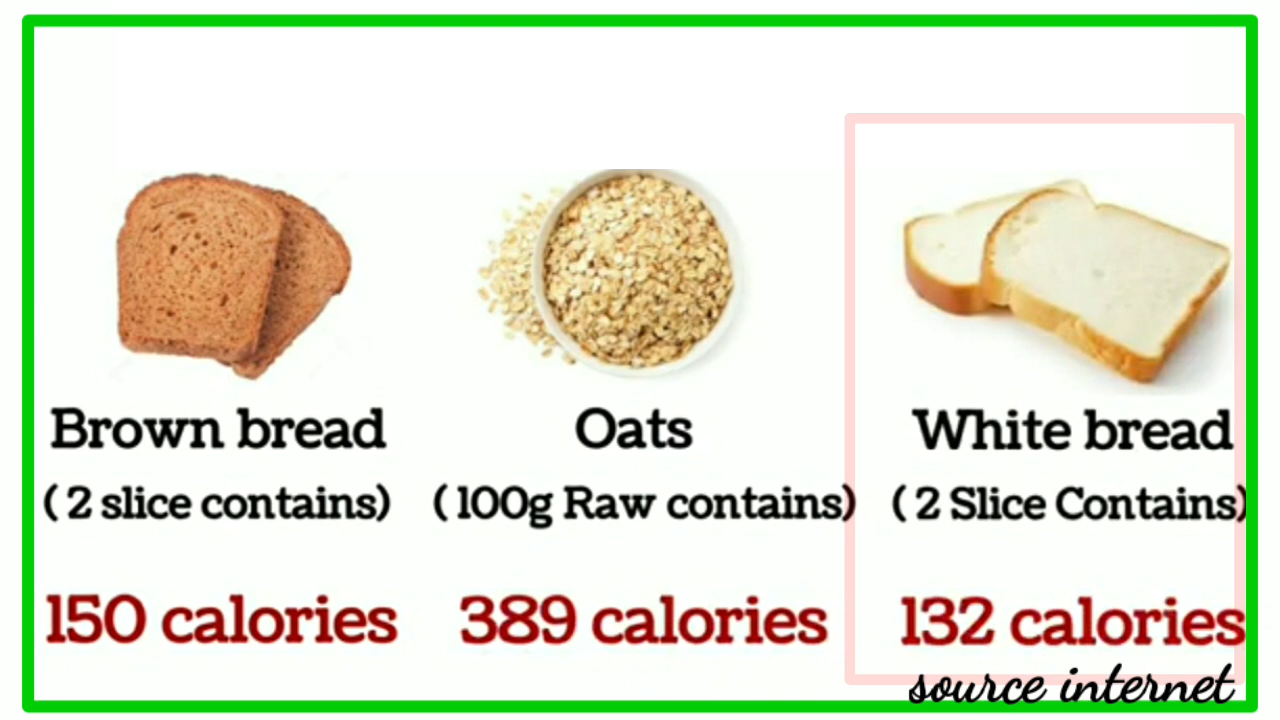 Brown bread
( 2 slice contains)
150 calories
Oats
( 100g Raw contains)
389 calories
White bread
( 2 Slice Contains)
132 calories
source internet